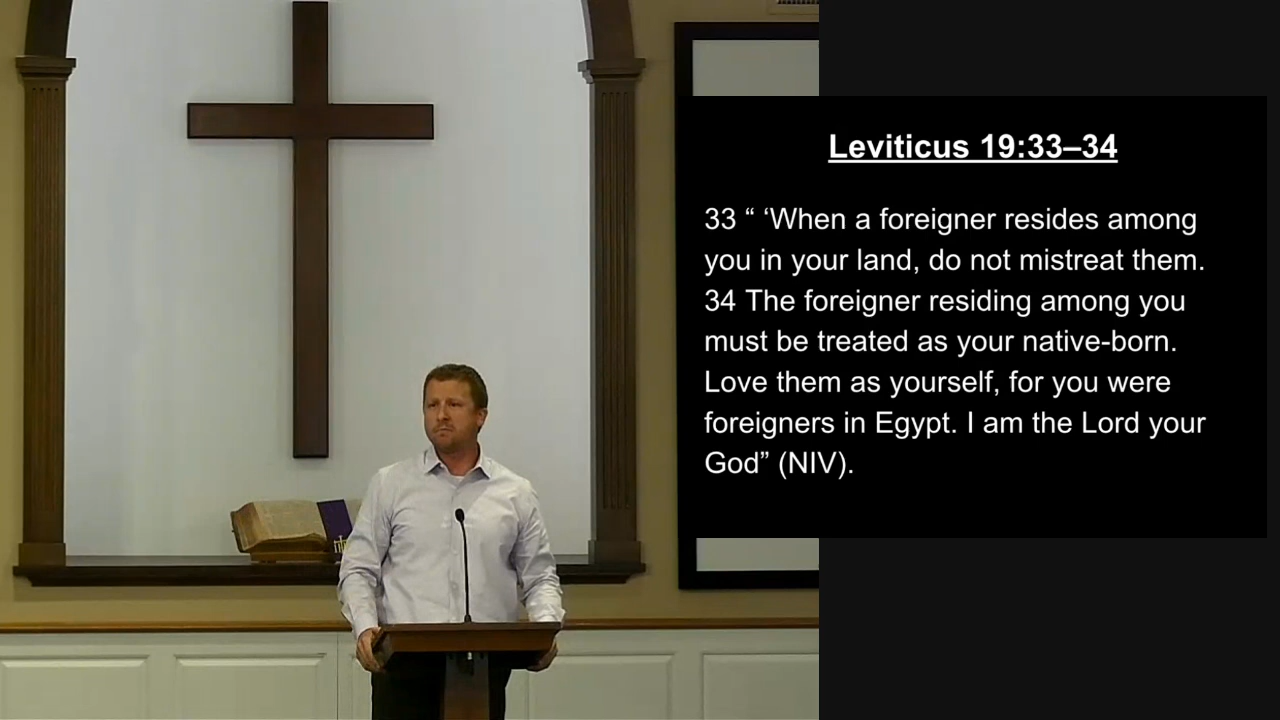 Leviticus 19:33–34
33 “ ‘When a foreigner resides among
you in your land, do not mistreat them.
34 The foreigner residing among you
must be treated as your native-born.
Love them as yourself, for you were
foreigners in Egypt. I am the Lord your
God” (NIV).